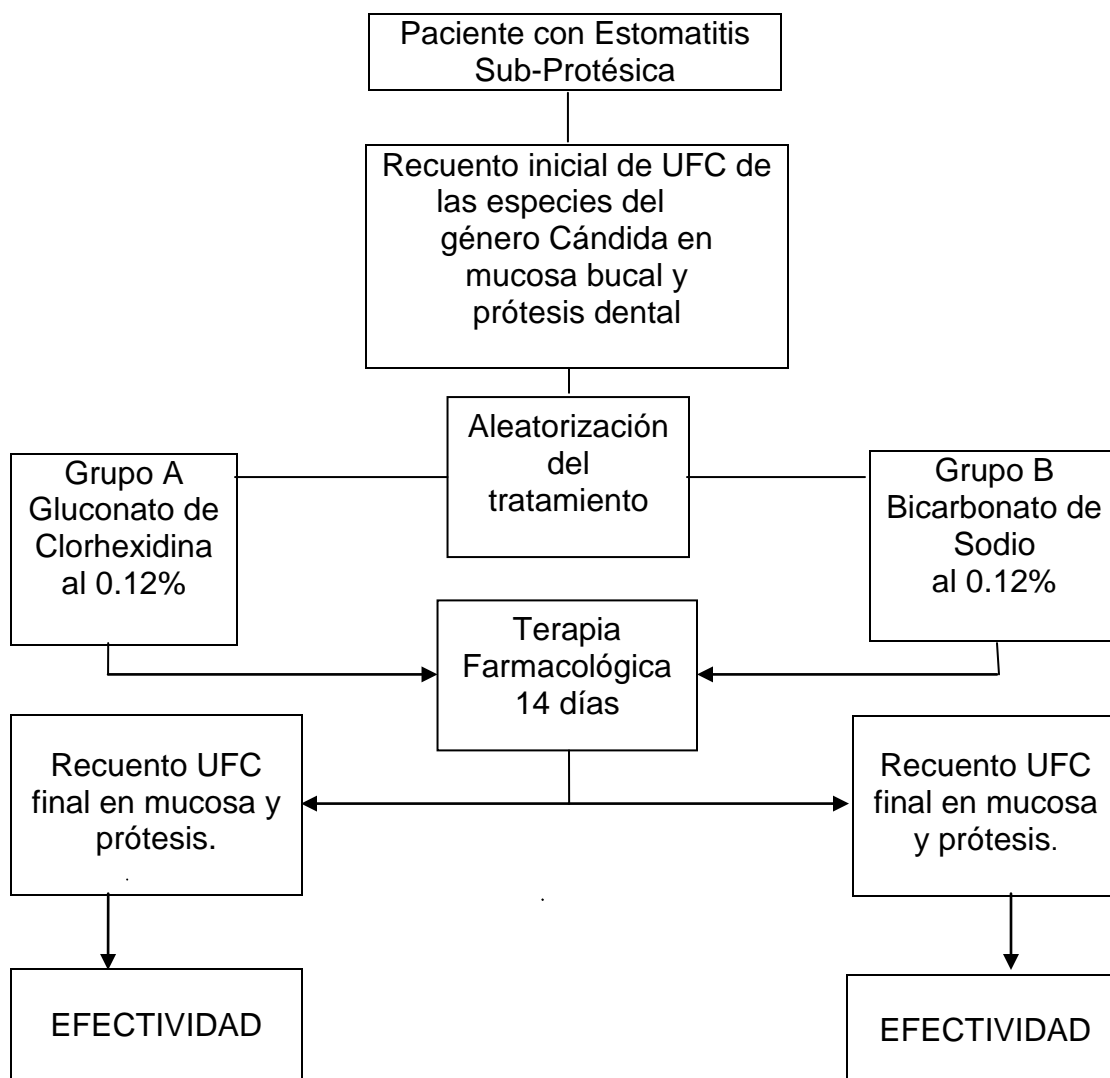 Paciente con Estomatitis
Sub-Protésica
Recuento inicial de UFC de
las especies del
género Cándida en
mucosa bucal y
prótesis dental
Aleatorización
del
tratamiento
Grupo A
Gluconato de
Clorhexidina
al 0.12%
Grupo B
Bicarbonato de
Sodio
al 0.12%
Terapia
Farmacológica
14 días
Recuento UFC
final en mucosa y
prótesis.
Recuento UFC
final en mucosa
y prótesis.
EFECTIVIDAD
EFECTIVIDAD